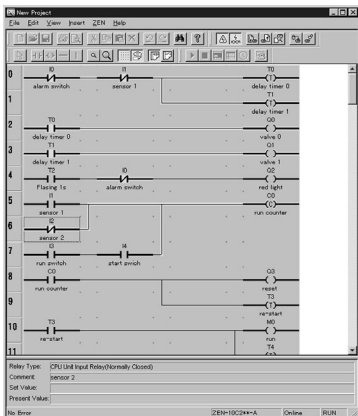 New Project
File Edit View Insert ZEN Help
0 I0 I1 T0
alarm switch sensor 1 (T) delay timer 0
1 T1
(T) delay timer 1
2 T0 Q0
delay timer 0 valve 0
3 T1 Q1
delay timer 1 valve 1
4 T2 I0 Q2
Flasing 1s alarm switch red light
5 I1 C0
sensor 1 (C) run counter
6 I2
sensor 2
7 I3 I4
run switch start swich
8 C0 Q3
run counter reset
9 T3
(T) re-start
10 T3 M0
re-start run
11 T4
Relay Type: CPU Unit Input Relay(Normally Closed)
Comment: sensor 2
Set Value:
Present Value:
No Error ZEN-10C2**-A Online RUN